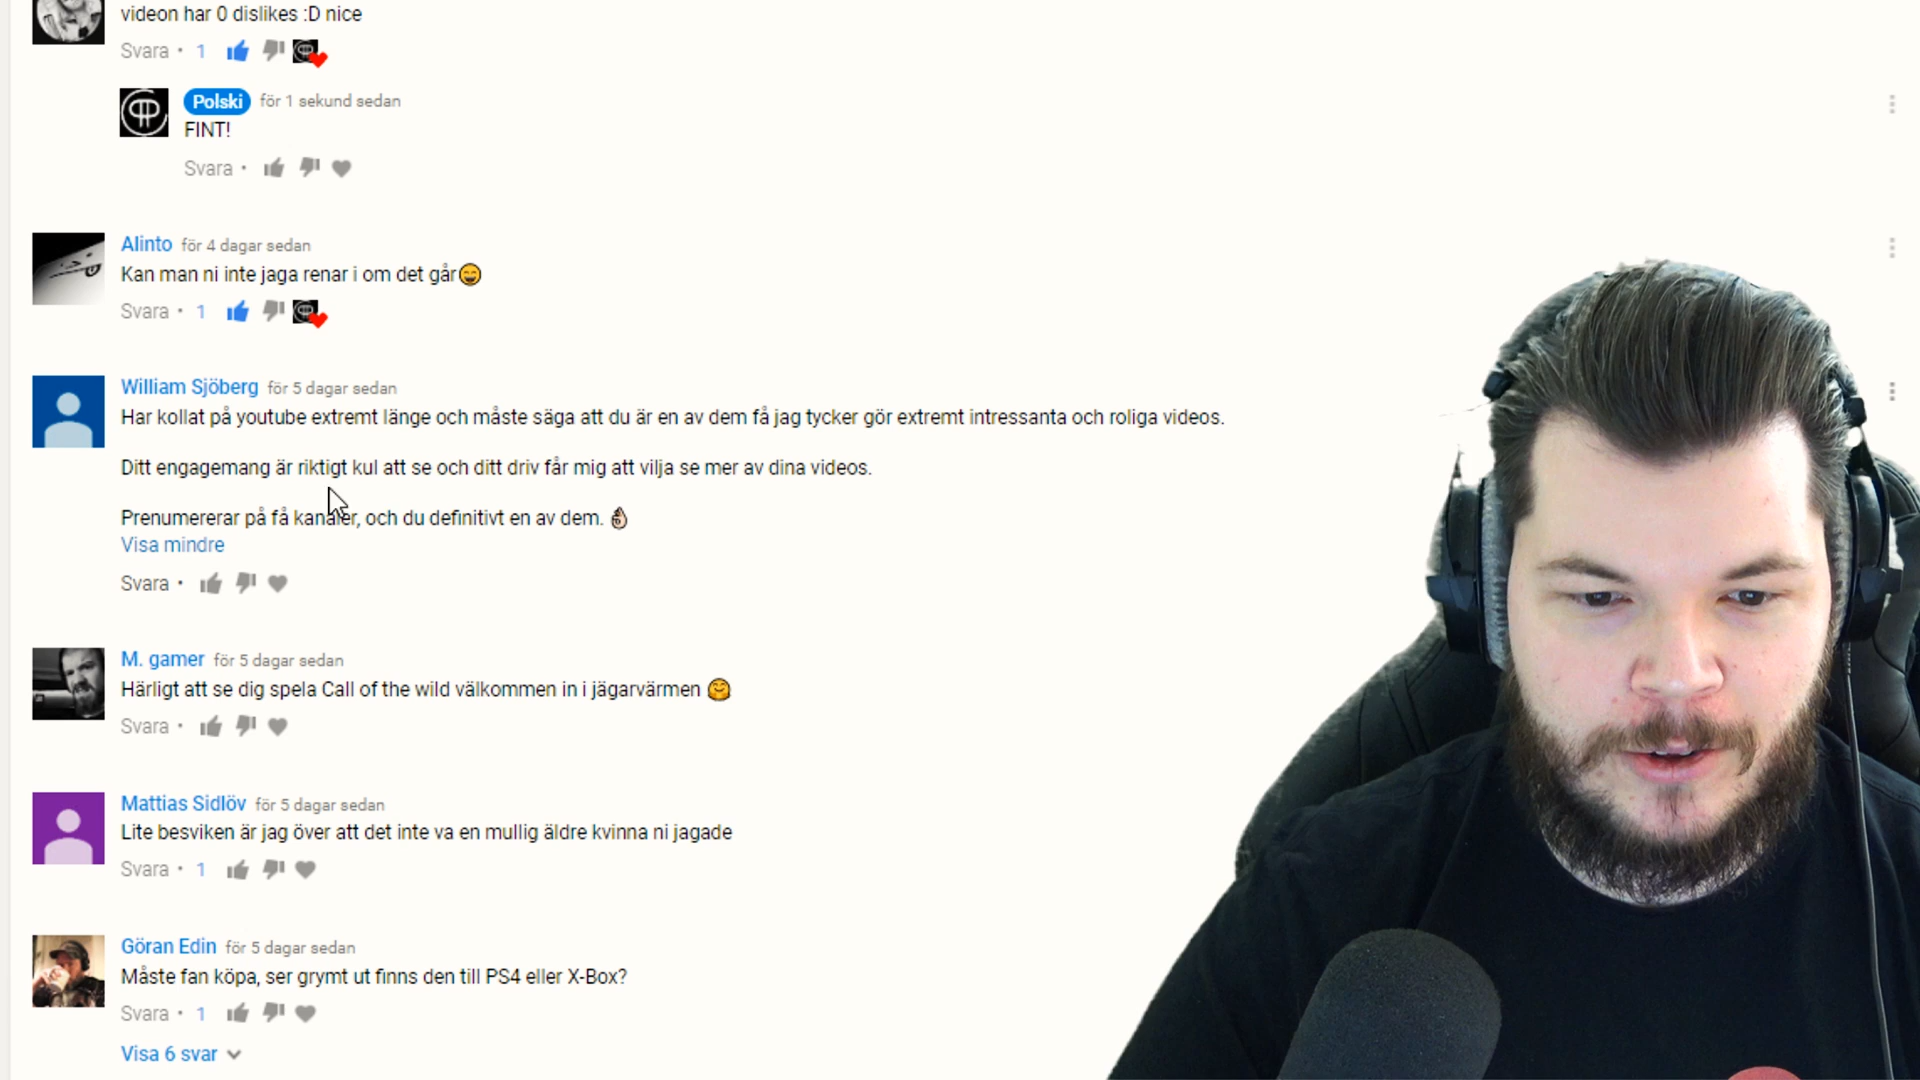 videon har 0 dislikes :D nice
Svara • 1
Polski för 1 sekund sedan
FINT!
Svara •
Alinto för 4 dagar sedan
Kan man ni inte jaga renar i om det går😄
Svara • 1
William Sjöberg för 5 dagar sedan
Har kollat på youtube extremt länge och måste säga att du är en av dem få jag tycker gör extremt intressanta och roliga videos.
Ditt engagemang är riktigt kul att se och ditt driv får mig att vilja se mer av dina videos.
Prenumererar på få kanaler, och du definitivt en av dem. 👌🏻
Visa mindre
Svara •
M. gamer för 5 dagar sedan
Härligt att se dig spela Call of the wild välkommen in i jägarvärmen 🤗
Svara •
Mattias Sidlöv för 5 dagar sedan
Lite besviken är jag över att det inte va en mullig äldre kvinna ni jagade
Svara • 1
Göran Edin för 5 dagar sedan
Måste fan köpa, ser grymt ut finns den till PS4 eller X-Box?
Svara • 1
Visa 6 svar